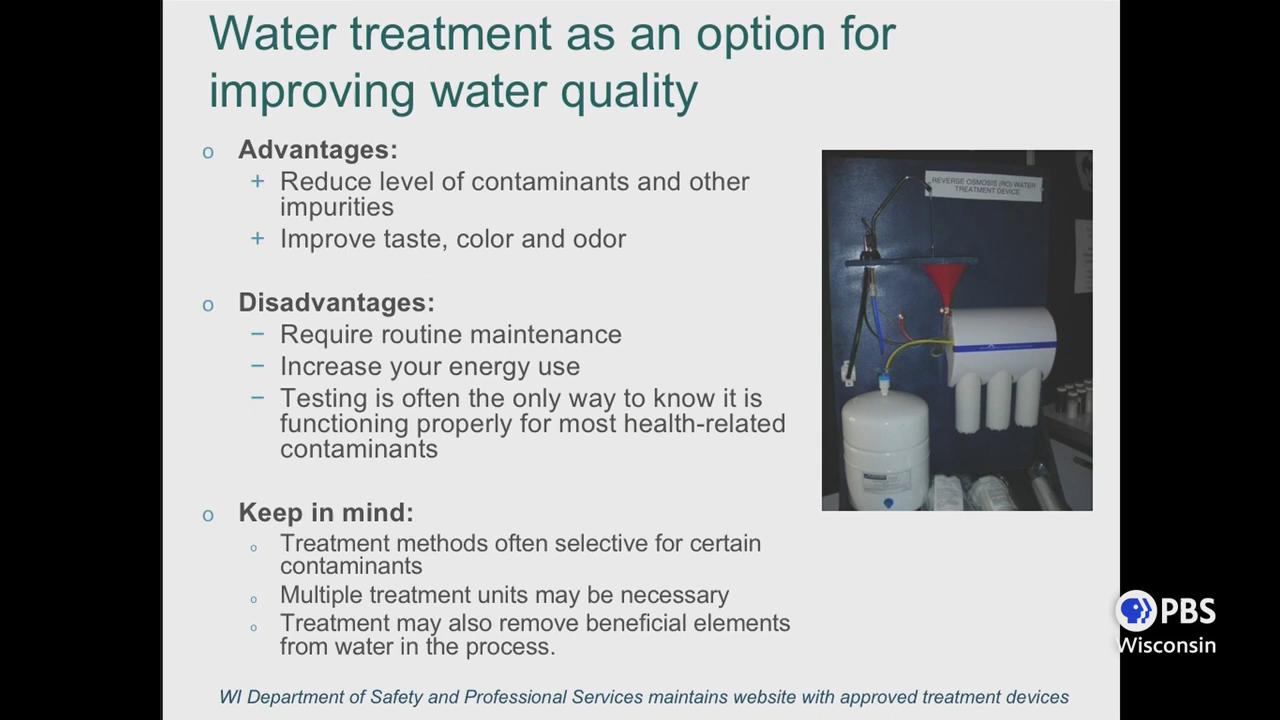 Water treatment as an option for
improving water quality
o Advantages:
+ Reduce level of contaminants and other
impurities
+ Improve taste, color and odor
o Disadvantages:
− Require routine maintenance
− Increase your energy use
− Testing is often the only way to know it is
functioning properly for most health-related
contaminants
o Keep in mind:
o Treatment methods often selective for certain
contaminants
o Multiple treatment units may be necessary
o Treatment may also remove beneficial elements
from water in the process.
WI Department of Safety and Professional Services maintains website with approved treatment devices
REVERSE OSMOSIS (RO) WATER
TREATMENT DEVICE
PBS
Wisconsin